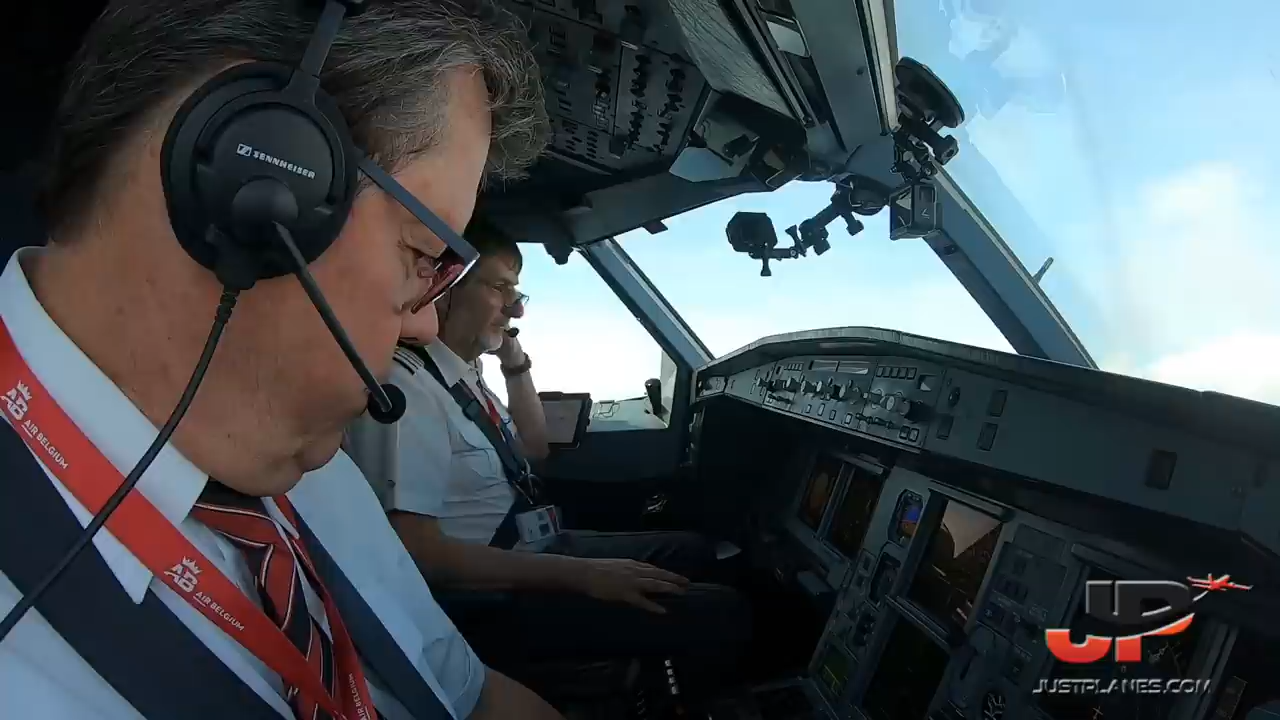 SENNHEISER
AB
AIR BELGIUM
AB
AIR BELGIUM
JP
JUSTPLANES.COM